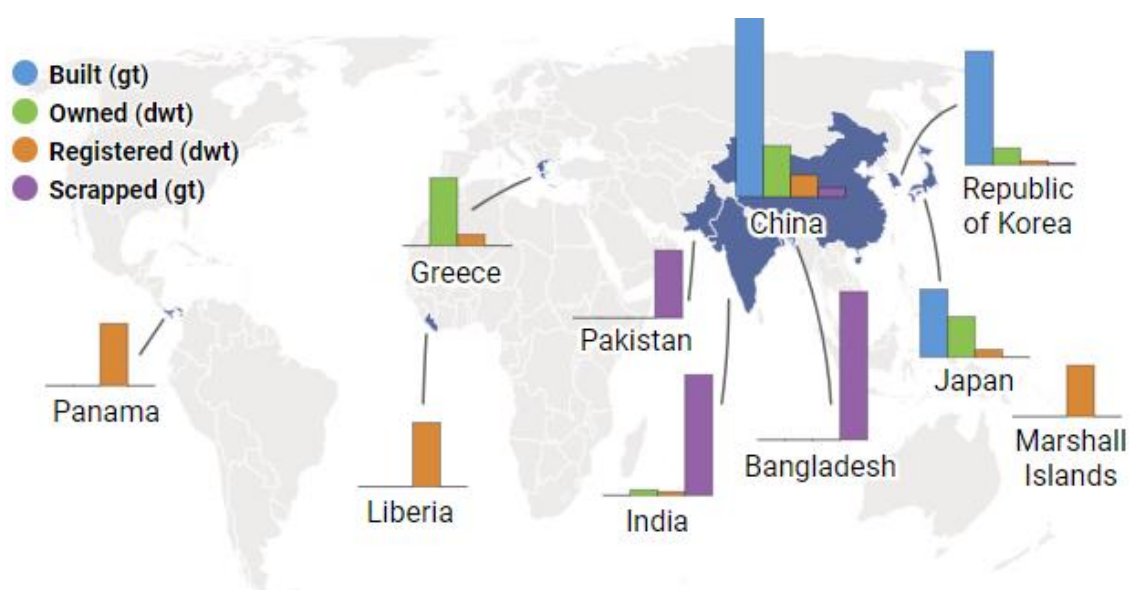 Built (gt)
Owned (dwt)
Registered (dwt)
Scrapped (gt)
Republic
of Korea
China
Greece
Pakistan
Japan
Panama
Marshall
Islands
Bangladesh
Liberia
India